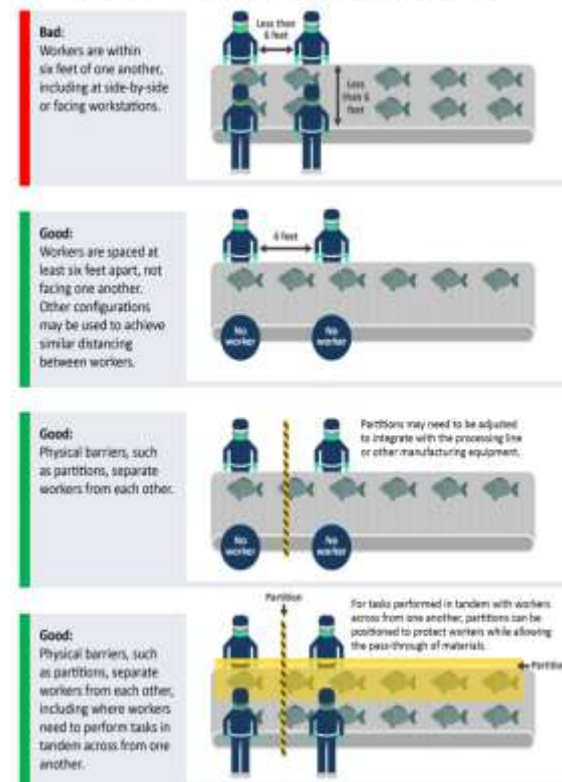 Bad:
Workers are within
six feet of one another,
including at side-by-side
or facing workstations.
Less than
6 feet
Less
than 6
feet
Good:
Workers are spaced at
least six feet apart, not
facing one another.
Other configurations
may be used to achieve
similar distancing
between workers.
6 feet
No
worker
No
worker
Good:
Physical barriers, such
as partitions, separate
workers from each other.
Partitions may need to be adjusted
to integrate with the processing line
or other manufacturing equipment.
No
worker
No
worker
Good:
Physical barriers, such
as partitions, separate
workers from each other,
including where workers
need to perform tasks in
tandem across from one
another.
Partition
For tasks performed in tandem with workers
across from one another, partitions can be
positioned to protect workers while allowing
the pass-through of materials.
Partition